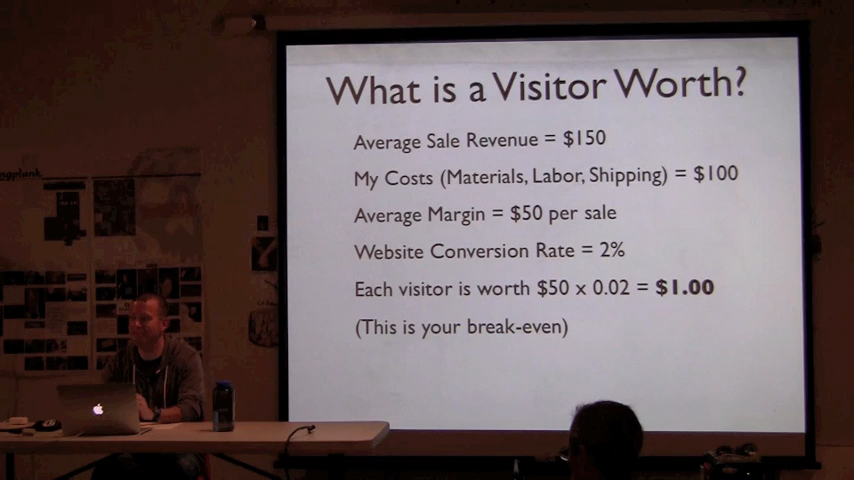 What is a Visitor Worth?
Average Sale Revenue = $150
My Costs (Materials, Labor, Shipping) = $100
Average Margin = $50 per sale
Website Conversion Rate = 2%
Each visitor is worth $50 x 0.02 = $1.00
(This is your break-even)